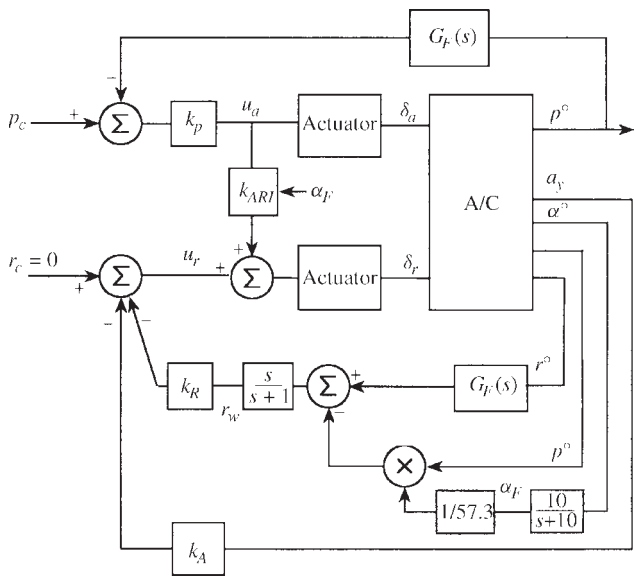 G_F(s)
−
p_c
+
Σ
k_p
u_a
Actuator
δ_a
A/C
p°
a_y
α°
k_ARI
α_F
+
r_c = 0
+
Σ
u_r
+
Σ
Actuator
δ_r
−
−
k_R
r_w
s
s + 1
Σ
+
−
G_F(s)
r°
×
p°
α_F
1/57.3
10
s+10
k_A